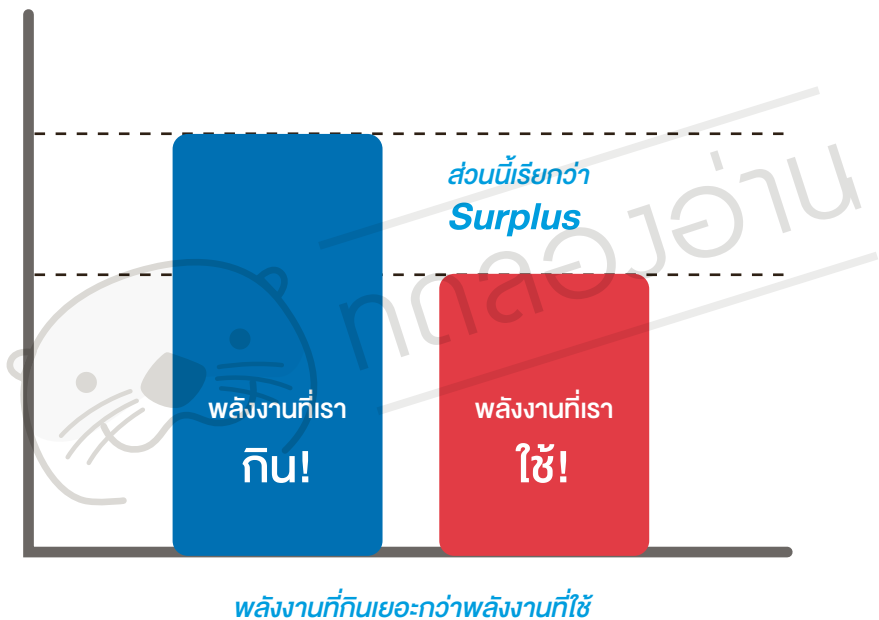 ส่วนนี้เรียกว่า
Surplus
ทดลองอ่าน
พลังงานที่เรา
กิน!
พลังงานที่เรา
ใช้!
พลังงานที่กินเยอะกว่าพลังงานที่ใช้